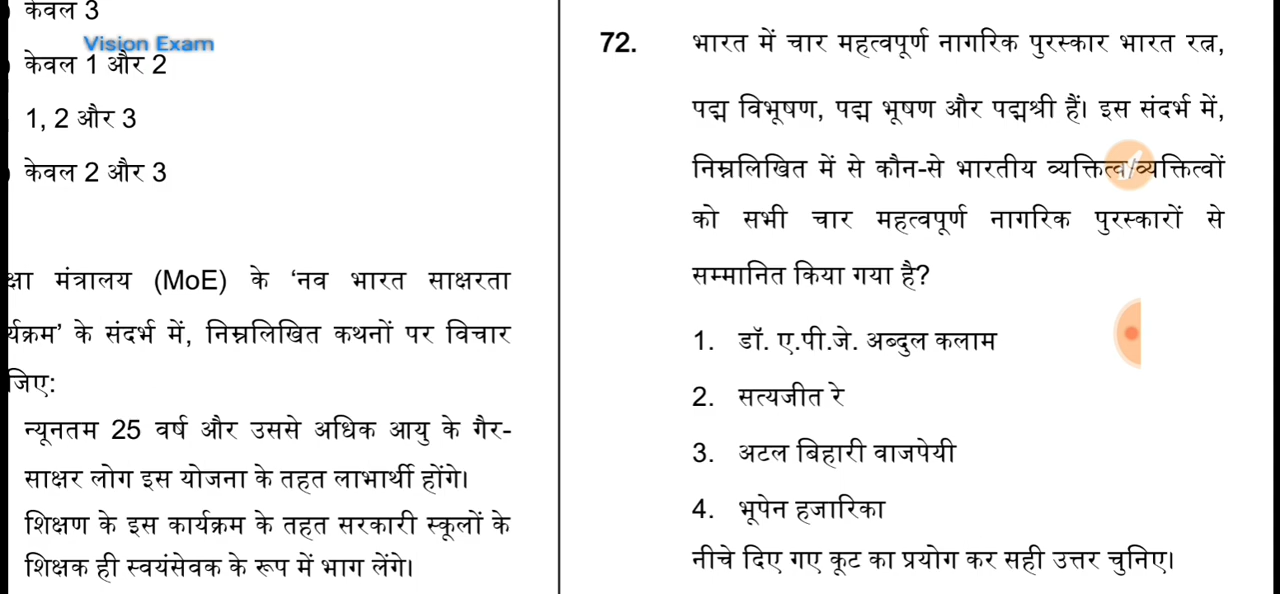 केवल 3
Vision Exam
केवल 1 और 2
1, 2 और 3
केवल 2 और 3
क्षा मंत्रालय (MoE) के ‘नव भारत साक्षरता
र्यक्रम’ के संदर्भ में, निम्नलिखित कथनों पर विचार
जिए:
न्यूनतम 25 वर्ष और उससे अधिक आयु के गैर-
साक्षर लोग इस योजना के तहत लाभार्थी होंगे।
शिक्षण के इस कार्यक्रम के तहत सरकारी स्कूलों के
शिक्षक ही स्वयंसेवक के रूप में भाग लेंगे।
72. भारत में चार महत्वपूर्ण नागरिक पुरस्कार भारत रत्न,
पद्म विभूषण, पद्म भूषण और पद्मश्री हैं। इस संदर्भ में,
निम्नलिखित में से कौन-से भारतीय व्यक्तित्व/व्यक्तित्वों
को सभी चार महत्वपूर्ण नागरिक पुरस्कारों से
सम्मानित किया गया है?
1. डॉ. ए.पी.जे. अब्दुल कलाम
2. सत्यजीत रे
3. अटल बिहारी वाजपेयी
4. भूपेन हजारिका
नीचे दिए गए कूट का प्रयोग कर सही उत्तर चुनिए।